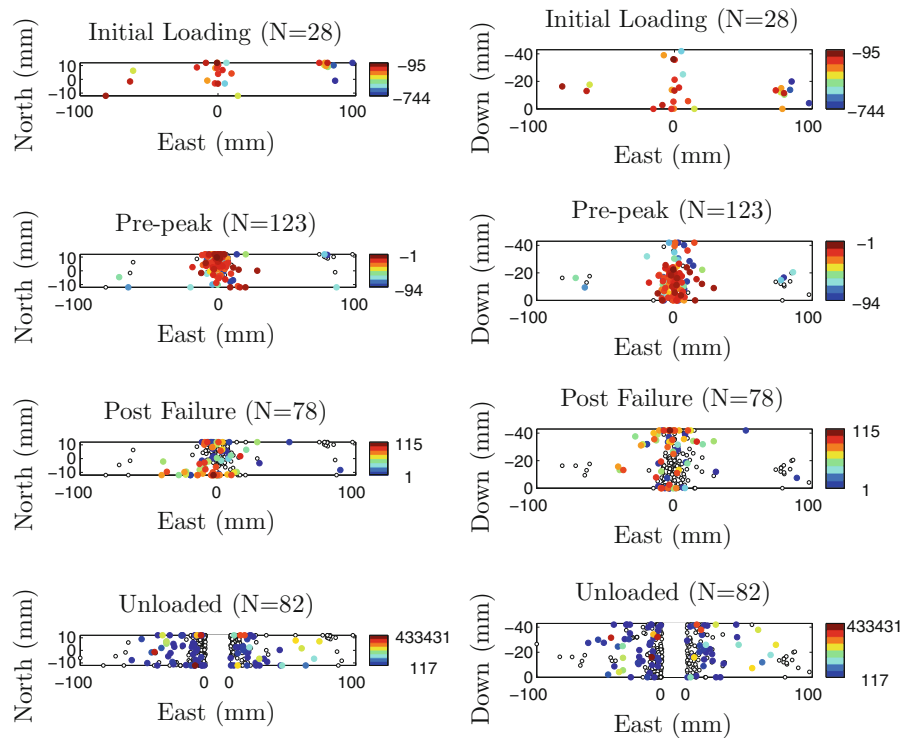 Initial Loading (N=28)
North (mm)
10
0
−10
−100
0
100
East (mm)
−95
−744
Initial Loading (N=28)
Down (mm)
−40
−20
0
−100
0
100
East (mm)
−95
−744
Pre-peak (N=123)
North (mm)
10
0
−10
−100
0
100
East (mm)
−1
−94
Pre-peak (N=123)
Down (mm)
−40
−20
0
−100
0
100
East (mm)
−1
−94
Post Failure (N=78)
North (mm)
10
0
−10
−100
0
100
East (mm)
115
1
Post Failure (N=78)
Down (mm)
−40
−20
0
−100
0
100
East (mm)
115
1
Unloaded (N=82)
North (mm)
10
0
−10
−100
0
0
100
East (mm)
433431
117
Unloaded (N=82)
Down (mm)
−40
−20
0
−100
0
0
100
East (mm)
433431
117